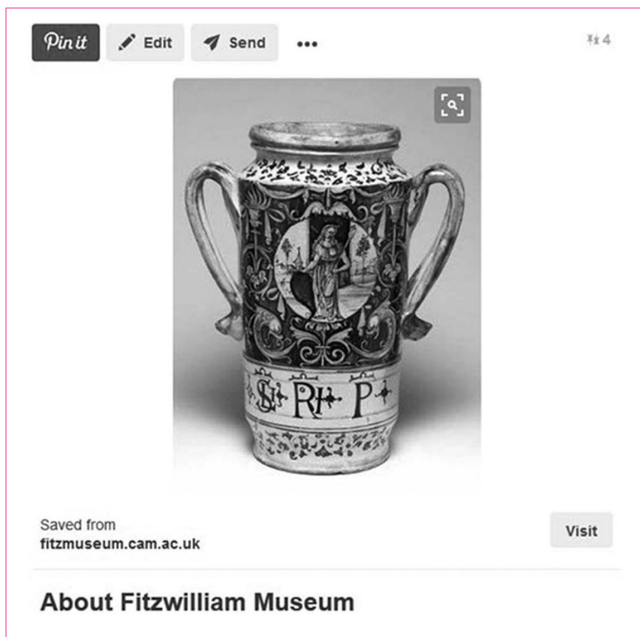 Pin it Edit Send 4
RI P
Saved from
fitzmuseum.cam.ac.uk
Visit
About Fitzwilliam Museum